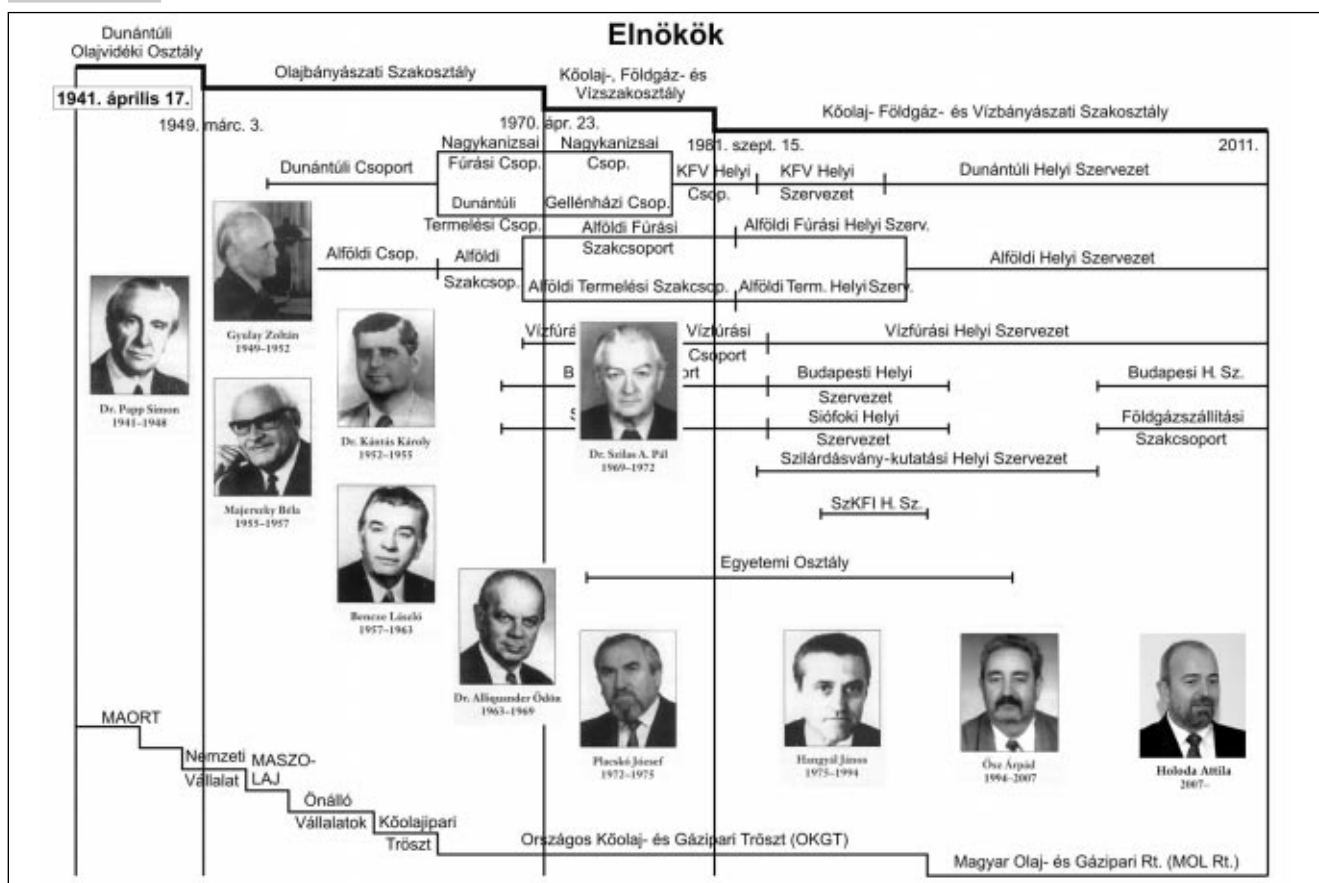 Elnökök
Dunántúli
Olajvidéki Osztály
Olajbányászati Szakosztály
Kőolaj-, Földgáz- és
Vízszakosztály
Kőolaj- Földgáz- és Vízbányászati Szakosztály
1941. április 17.
1949. márc. 3.
1970. ápr. 23.
1981. szept. 15.
2011.
Dunántúli Csoport
Nagykanizsai
Fúrási Csop.
Nagykanizsai
Csop.
Dunántúli
Termelési Csop.
Gellénházi Csop.
KFV Helyi
Csop.
KFV Helyi
Szervezet
Dunántúli Helyi Szervezet
Alföldi Csop.
Alföldi
Szakcsop.
Alföldi Fúrási
Szakcsoport
Alföldi Fúrási Helyi Szerv.
Alföldi Termelési Szakcsop.
Alföldi Term. Helyi Szerv.
Alföldi Helyi Szervezet
Vízfúrási
Csoport
Vízfúrási Helyi Szervezet
Budapesti Helyi
Szervezet
Budapesi H. Sz.
Siófoki Helyi
Szervezet
Földgázszállítási
Szakcsoport
Szilárdásvány-kutatási Helyi Szervezet
SzKFI H. Sz.
Egyetemi Osztály
Dr. Papp Simon
1941–1948
Gyulay Zoltán
1949–1952
Majerszky Béla
1955–1957
Dr. Kántás Károly
1952–1955
Bencze László
1957–1963
Dr. Alliquander Ödön
1963–1969
Dr. Szilas A. Pál
1969–1972
Placskó József
1972–1975
Hangyál János
1975–1994
Ősz Árpád
1994–2007
Holoda Attila
2007–
MAORT
Nemzeti
Vállalat
MASZO-
LAJ
Önálló
Vállalatok
Kőolajipari
Tröszt
Országos Kőolaj- és Gázipari Tröszt (OKGT)
Magyar Olaj- és Gázipari Rt. (MOL Rt.)